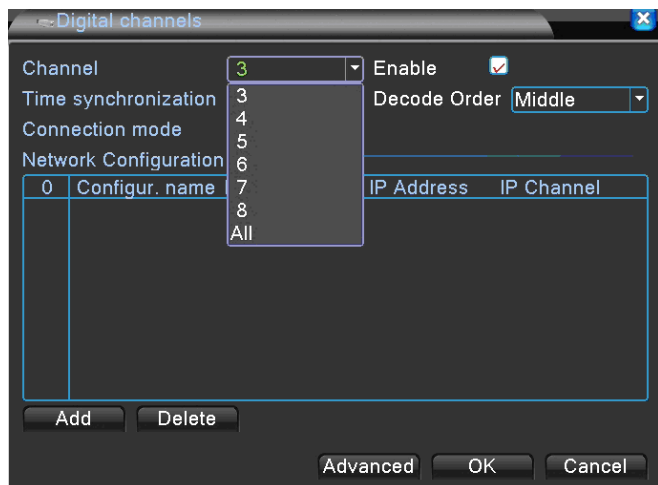 Digital channels
Channel 3 Enable
Time synchronization 3 Decode Order Middle
4
Connection mode
5
Network Configuration 6
0 Configur. name 7 IP Address IP Channel
8
All
Add Delete
Advanced OK Cancel